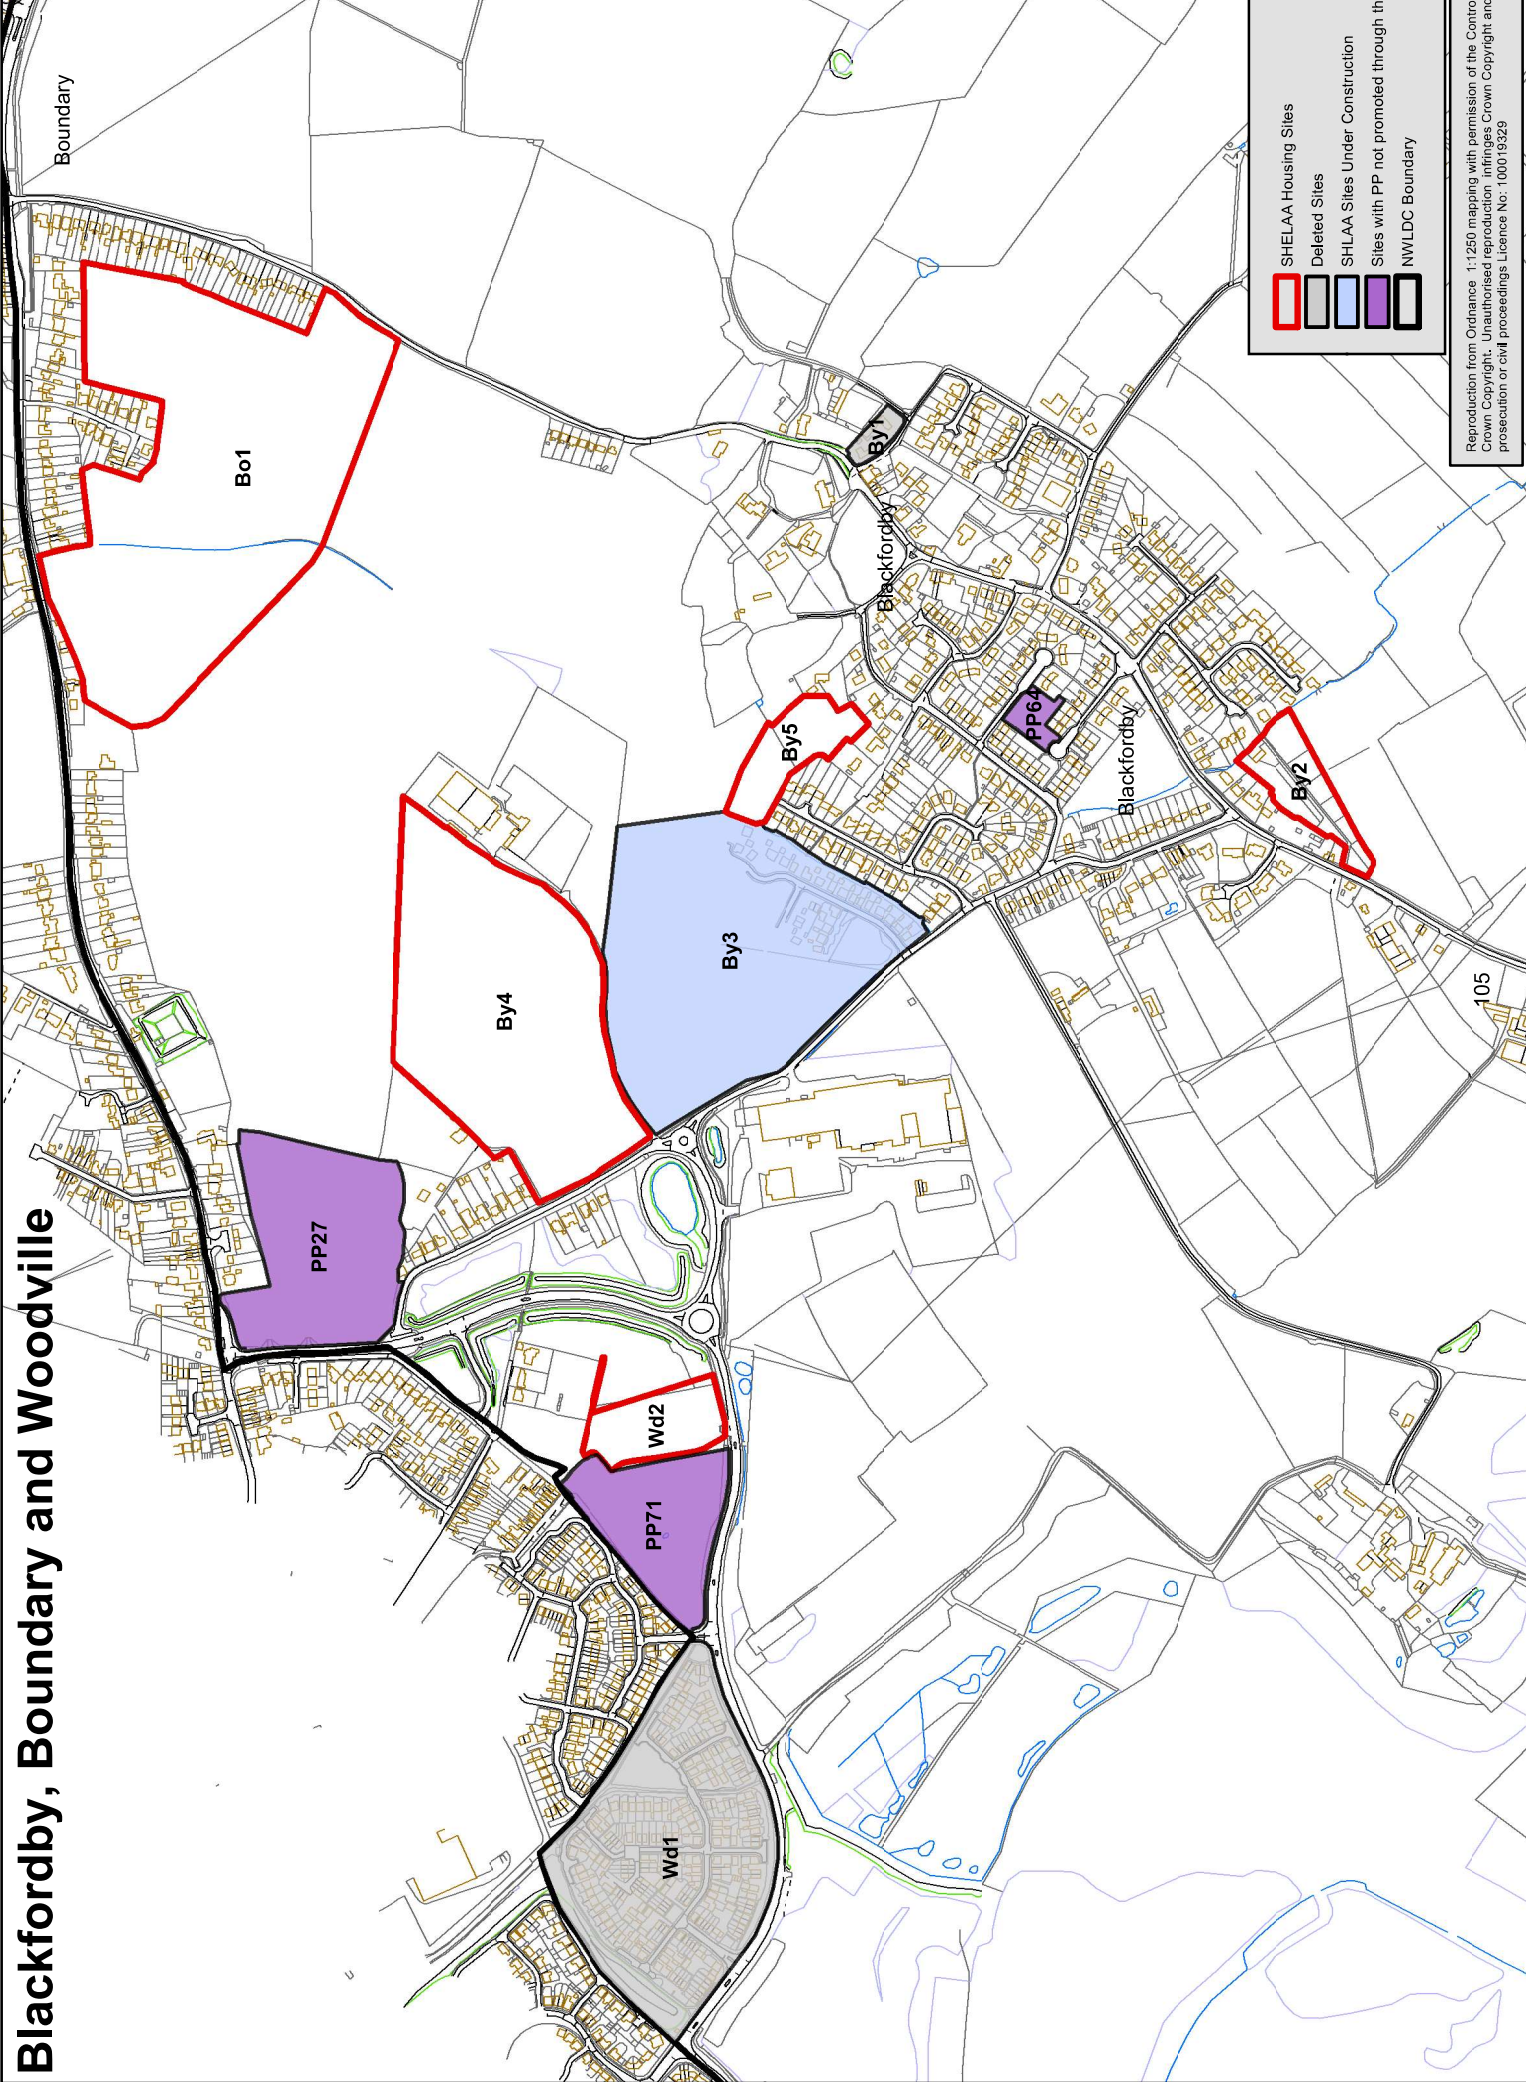 Blackfordby, Boundary and Woodville
Boundary
Bo1
PP27
By4
Wd2
PP71
Wd1
By3
By5
By1
Blackfordby
PP64
Blackfordby
By2
105
SHELAA Housing Sites
Deleted Sites
SHLAA Sites Under Construction
Sites with PP not promoted through th
NWLDC Boundary
Reproduction from Ordnance 1:1250 mapping with permission of the Contro
Crown Copyright. Unauthorised reproduction infringes Crown Copyright and
prosecution or civil proceedings Licence No: 100019329